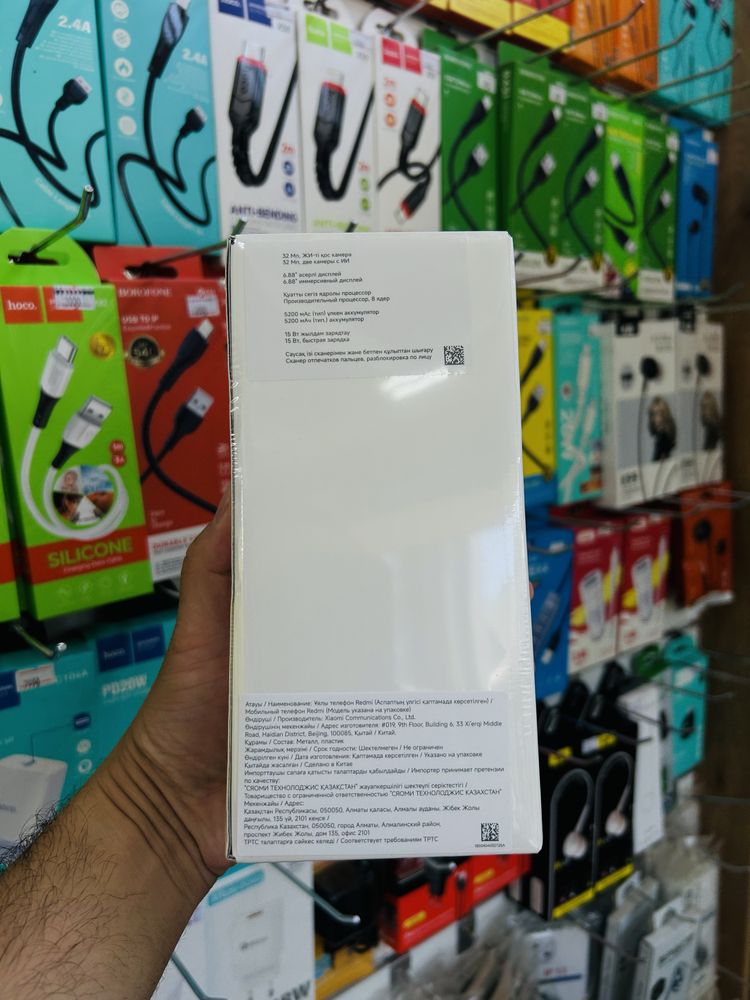 2.4A
2.4A
hoco.
ANTI-BENDING
hoco.
BOROFONE
USB TO IP
SILICONE
Charging Data Cable
hoco
PD20W
32 Мп, ЖИ-ті қос камера
32 Мп, две камеры с ИИ
6.88" әсерлі дисплей
6.88" иммерсивный дисплей
Қуатты сегіз ядролы процессор
Производительный процессор, 8 ядер
5200 мАс (тип) үлкен аккумулятор
5200 мАч (тип.) аккумулятор
15 Вт жылдам зарядтау
15 Вт, быстрая зарядка
Саусақ ізі сканерімен және бетпен құлыптан шығару
Сканер отпечатков пальцев, разблокировка по лицу
Атауы / Наименование: Ұялы телефон Redmi (Аспаптың үлгісі қаптамада көрсетілген) /
Мобильный телефон Redmi (Модель указана на упаковке)
Өндіруші / Производитель: Xiaomi Communications Co., Ltd.
Өндірушінің мекенжайы / Адрес изготовителя: #019, 9th Floor, Building 6, 33 Xi'erqi Middle
Road, Haidian District, Beijing, 100085, Қытай / Китай.
Құрамы / Состав: Металл, пластик
Жарамдылық мерзімі / Срок годности: Шектелмеген / Не ограничен
Өндірілген күні / Дата изготовления: Қаптамада көрсетілген / Указано на упаковке
Қытайда жасалған / Сделано в Китае
Импорттаушы сапаға қатысты талаптарды қабылдайды / Импортер принимает претензии
по качеству:
"СЯОМИ ТЕХНОЛОДЖИС ҚАЗАҚСТАН" жауапкершілігі шектеулі серіктестігі /
Товарищество с ограниченной ответственностью "СЯОМИ ТЕХНОЛОДЖИС КАЗАХСТАН"
Мекенжайы / Адрес:
Қазақстан Республикасы, 050050, Алматы қаласы, Алмалы ауданы, Жібек Жолы
даңғылы, 135 үй, 2101 кеңсе /
Республика Казахстан, 050050, город Алматы, Алмалинский район,
проспект Жибек Жолы, дом 135, офис 2101
ТРТС талаптарға сәйкес келеді / Соответствует требованиям ТРТС